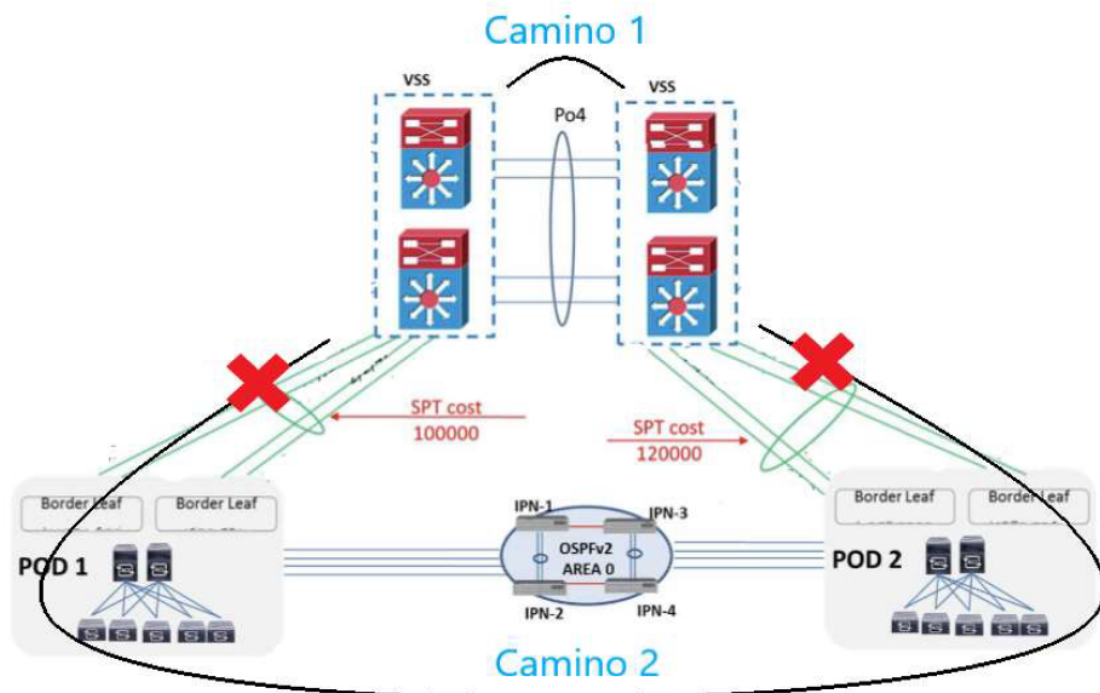 Camino 1
VSS
VSS
Po4
SPT cost
100000
SPT cost
120000
Border Leaf
Border Leaf
Border Leaf
Border Leaf
IPN-1
IPN-3
POD 1
OSPFv2
AREA 0
POD 2
IPN-2
IPN-4
Camino 2